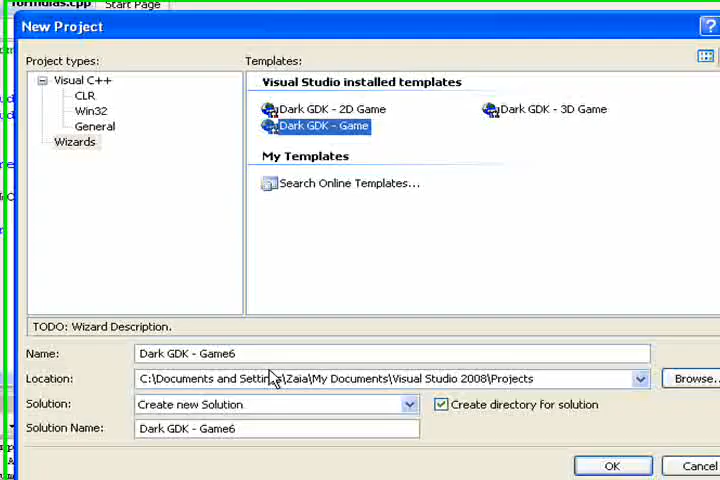 formulas.cpp Start Page
New Project
?
Project types:
Templates:
Visual C++
CLR
Win32
General
Wizards
Visual Studio installed templates
Dark GDK - 2D Game
Dark GDK - 3D Game
Dark GDK - Game
My Templates
Search Online Templates...
TODO: Wizard Description.
Name: Dark GDK - Game6
Location: C:\Documents and Settings\Zaia\My Documents\Visual Studio 2008\Projects Browse..
Solution: Create new Solution Create directory for solution
Solution Name: Dark GDK - Game6
OK Cancel